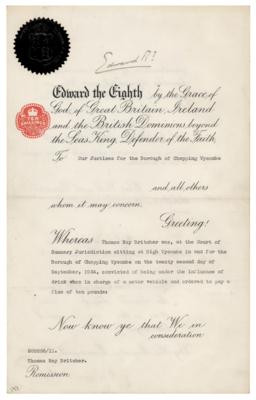 Edward R.I.
Edward the Eighth by the Grace of
God, of Great Britain, Ireland
and the British Dominions beyond
the Seas King, Defender of the Faith,
To Our Justices for the Borough of Chepping Wycombe
and all others
whom it may concern,
Greeting!
Whereas Thomas Ray Britcher was, at the Court of
Summary Jurisdiction sitting at High Wycombe in and for the
Borough of Chepping Wycombe on the twenty second day of
September, convicted of being under the influence of
drink when in charge of a motor vehicle and ordered to pay a
fine of ten pounds:
Now know ye that We in
consideration
Thomas Ray Britcher.
Remission
TEN
SHILLINGS